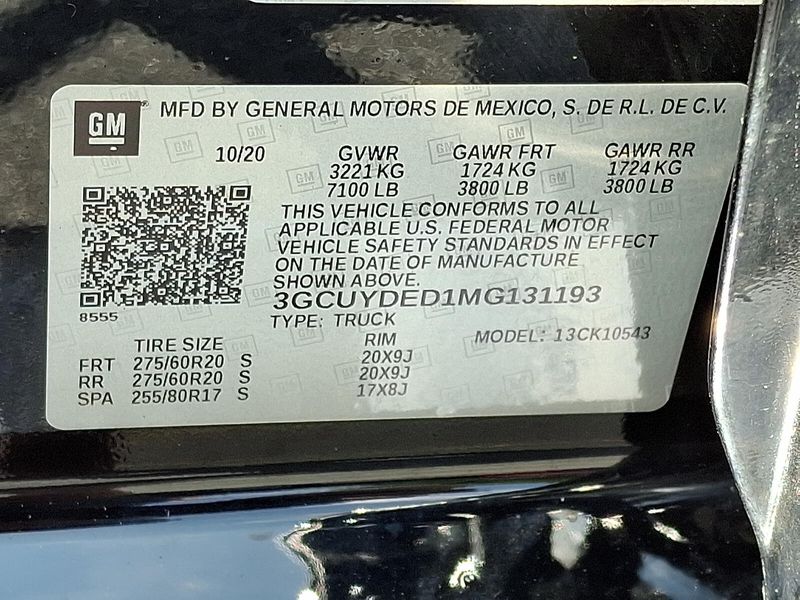 GM® MFD BY GENERAL MOTORS DE MEXICO, S. DE R.L. DE C.V.
10/20 GVWR GAWR FRT GAWR RR
3221 KG 1724 KG 1724 KG
7100 LB 3800 LB 3800 LB
THIS VEHICLE CONFORMS TO ALL
APPLICABLE U.S. FEDERAL MOTOR
VEHICLE SAFETY STANDARDS IN EFFECT
ON THE DATE OF MANUFACTURE
SHOWN ABOVE.
3GCUYDED1MG131193
8555
TYPE: TRUCK MODEL: 13CK10543
TIRE SIZE RIM
FRT 275/60R20 S 20X9J
RR 275/60R20 S 20X9J
SPA 255/80R17 S 17X8J